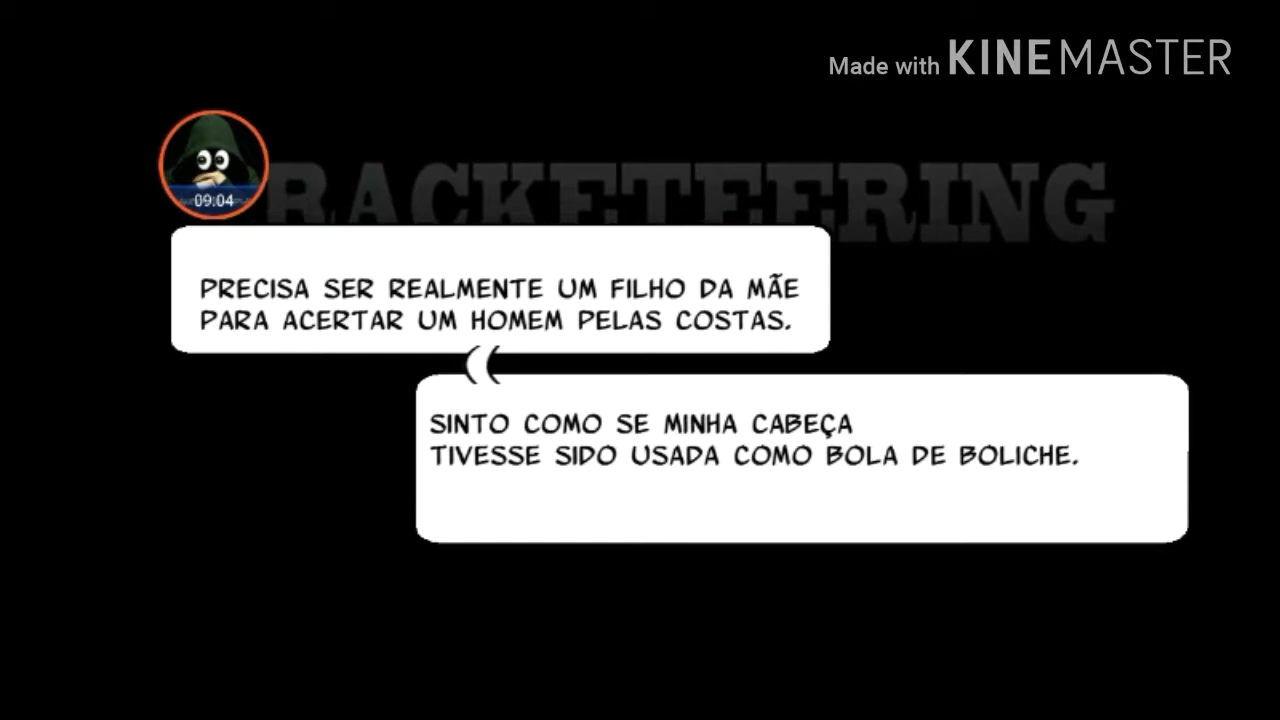 Made with KINEMASTER
RACKETEERING
09:04
PRECISA SER REALMENTE UM FILHO DA MÃE
PARA ACERTAR UM HOMEM PELAS COSTAS.
SINTO COMO SE MINHA CABEÇA
TIVESSE SIDO USADA COMO BOLA DE BOLICHE.